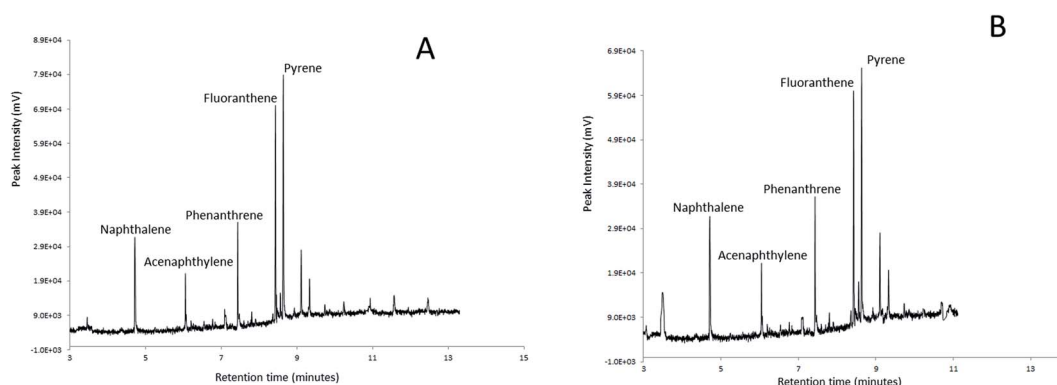 A
8.9E+04
7.9E+04
6.9E+04
5.9E+04
4.9E+04
3.9E+04
2.9E+04
1.9E+04
9.0E+03
-1.0E+03
Peak Intensity (mV)
Pyrene
Fluoranthene
Phenanthrene
Naphthalene
Acenaphthylene
3 5 7 9 11 13 15
Retention time (minutes)
B
6.9E+04
5.9E+04
4.9E+04
3.9E+04
2.9E+04
1.9E+04
9.0E+03
-1.0E+03
Peak Intensity (mV)
Pyrene
Fluoranthene
Phenanthrene
Naphthalene
Acenaphthylene
3 5 7 9 11 13
Retention time (minutes)